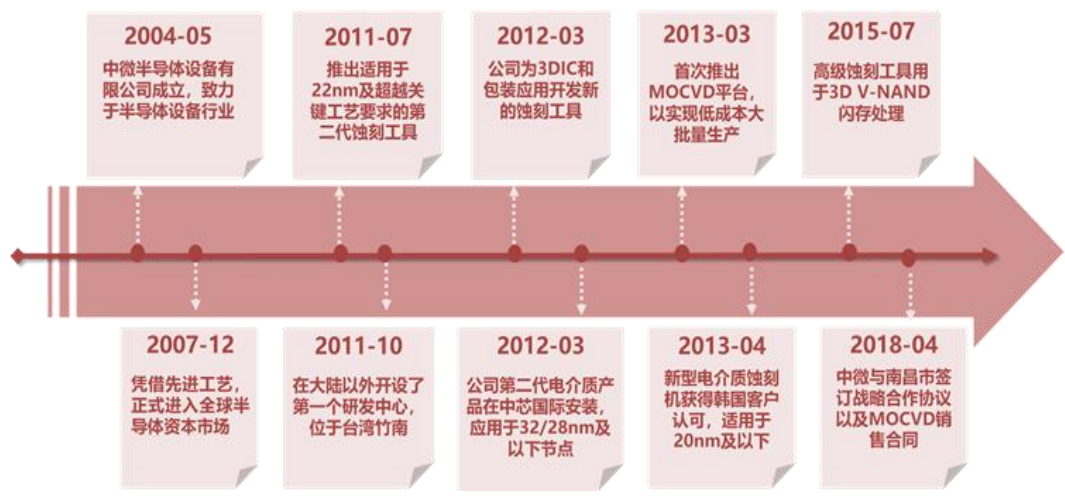 2004-05
中微半导体设备有
限公司成立，致力
于半导体设备行业
2011-07
推出适用于
22nm及超越关
键工艺要求的第
二代蚀刻工具
2012-03
公司为3DIC和
包装应用开发新
的蚀刻工具
2013-03
首次推出
MOCVD平台，
以实现低成本大
批量生产
2015-07
高级蚀刻工具用
于3D V-NAND
闪存处理
2007-12
凭借先进工艺，
正式进入全球半
导体资本市场
2011-10
在大陆以外开设了
第一个研发中心，
位于台湾竹南
2012-03
公司第二代电介质产
品在中芯国际安装，
应用于32/28nm及
以下节点
2013-04
新型电介质蚀刻
机获得韩国客户
认可，适用于
20nm及以下
2018-04
中微与南昌市签
订战略合作协议
以及MOCVD销
售合同